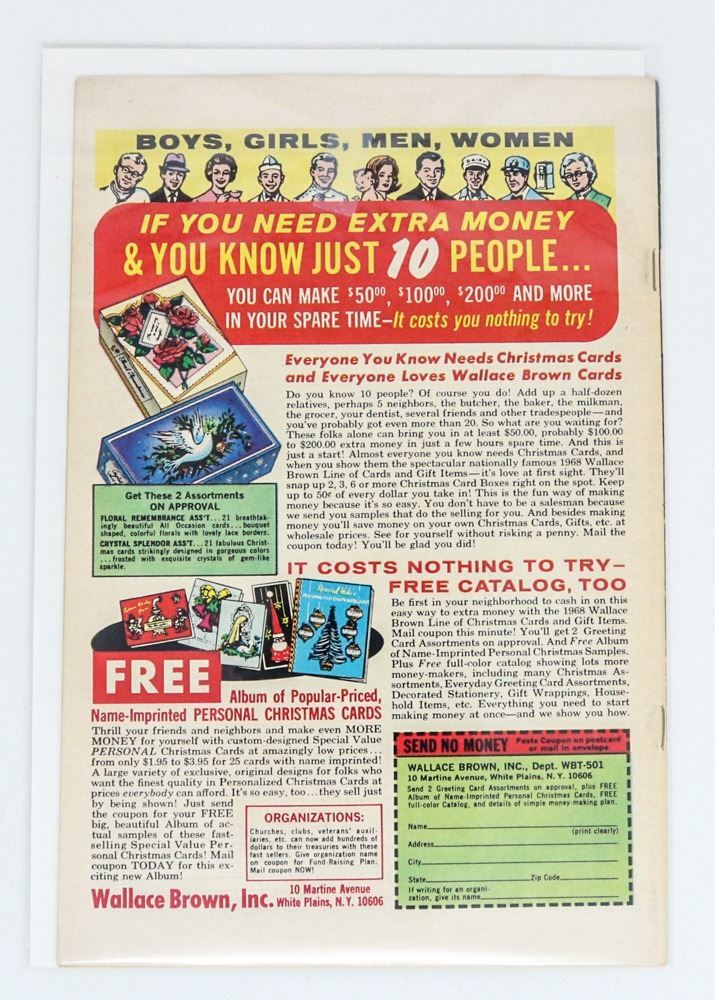 BOYS, GIRLS, MEN, WOMEN
DAIRY
IF YOU NEED EXTRA MONEY
& YOU KNOW JUST 10 PEOPLE...
YOU CAN MAKE $50⁰⁰, $100⁰⁰, $200⁰⁰ AND MORE
IN YOUR SPARE TIME—It costs you nothing to try!
Everyone You Know Needs Christmas Cards
and Everyone Loves Wallace Brown Cards
Do you know 10 people? Of course you do! Add up a half-dozen
relatives, perhaps 5 neighbors, the butcher, the baker, the milkman,
the grocer, your dentist, several friends and other tradespeople—and
you've probably got even more than 20. So what are you waiting for?
These folks alone can bring you in at least $50.00, probably $100.00
to $200.00 extra money in just a few hours spare time. And this is
just a start! Almost everyone you know needs Christmas Cards, and
when you show them the spectacular nationally famous 1968 Wallace
Brown Line of Cards and Gift Items—it's love at first sight. They'll
snap up 2, 3, 6 or more Christmas Card Boxes right on the spot. Keep
up to 50¢ of every dollar you take in! This is the fun way of making
money because it's so easy. You don't have to be a salesman because
we send you samples that do the selling for you. And besides making
money you'll save money on your own Christmas Cards, Gifts, etc. at
wholesale prices. See for yourself without risking a penny. Mail the
coupon today! You'll be glad you did!
Get These 2 Assortments
ON APPROVAL
FLORAL REMEMBRANCE ASS'T...21 breathtak-
ingly beautiful All Occasion cards...bouquet
shaped, colorful florals with lovely lace borders.
CRYSTAL SPLENDOR ASS'T...21 fabulous Christ-
mas cards strikingly designed in gorgeous colors
...frosted with exquisite crystals of gem-like
sparkle.
IT COSTS NOTHING TO TRY—
FREE CATALOG, TOO
Be first in your neighborhood to cash in on this
easy way to extra money with the 1968 Wallace
Brown Line of Christmas Cards and Gift Items.
Mail coupon this minute! You'll get 2 Greeting
Card Assortments on approval. And Free Album
of Name-Imprinted Personal Christmas Samples.
Plus Free full-color catalog showing lots more
money-makers, including many Christmas As-
sortments, Everyday Greeting Card Assortments,
Decorated Stationery, Gift Wrappings, House-
hold Items, etc. Everything you need to start
making money at once—and we show you how.
FREE
Album of Popular-Priced,
Name-Imprinted PERSONAL CHRISTMAS CARDS
Thrill your friends and neighbors and make even MORE
MONEY for yourself with custom-designed Special Value
PERSONAL Christmas Cards at amazingly low prices...
from only $1.95 to $3.95 for 25 cards with name imprinted!
A large variety of exclusive, original designs for folks who
want the finest quality in Personalized Christmas Cards at
prices everybody can afford. It's so easy, too...they sell just
by being shown! Just send
the coupon for your FREE
big, beautiful Album of ac-
tual samples of these fast-
selling Special Value Per-
sonal Christmas Cards! Mail
coupon TODAY for this ex-
citing new Album!
ORGANIZATIONS:
Churches, clubs, veterans' auxil-
iaries, etc. can now add hundreds of
dollars to their treasuries with these
fast sellers. Give organization name
on coupon for Fund-Raising Plan.
Mail coupon NOW!
Wallace Brown, Inc. 10 Martine Avenue
White Plains, N.Y. 10606
SEND NO MONEY Paste Coupon on postcard
or mail in envelope
WALLACE BROWN, INC., Dept. WBT-501
10 Martine Avenue, White Plains, N.Y. 10606
Send 2 Greeting Card Assortments on approval, plus FREE
Album of Name-Imprinted Personal Christmas Cards, FREE
full-color Catalog, and details of simple money-making plan.
Name
(print clearly)
Address
City
State Zip Code
If writing for an organi-
zation, give its name